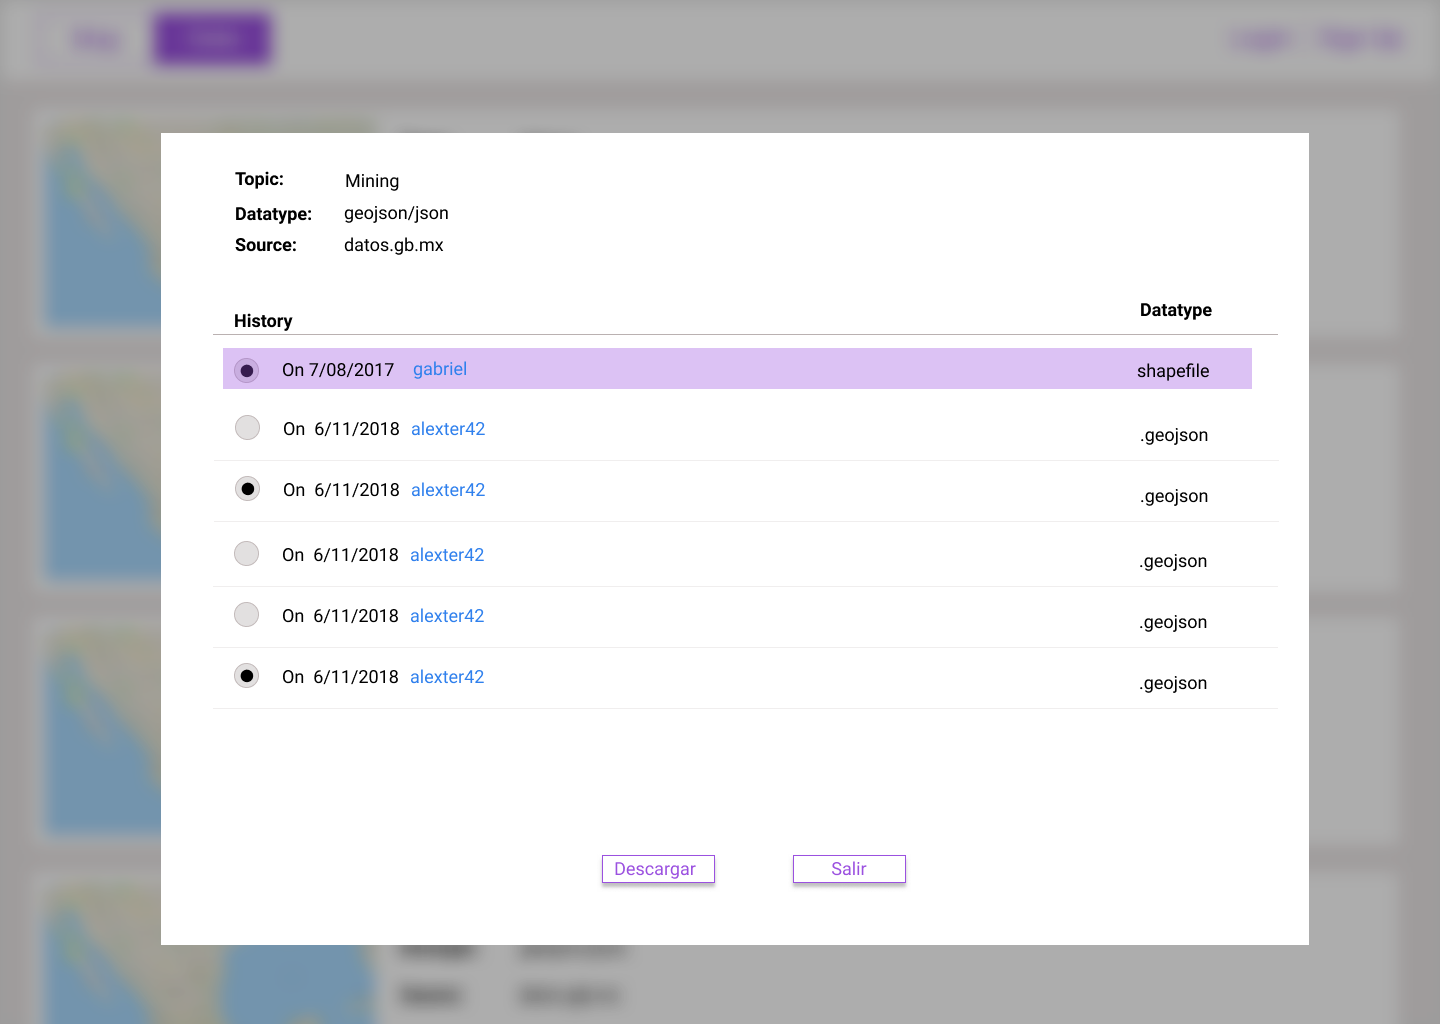 Topic: Mining
Datatype: geojson/json
Source: datos.gb.mx
History Datatype
On 7/08/2017 gabriel shapefile
On 6/11/2018 alexter42 .geojson
On 6/11/2018 alexter42 .geojson
On 6/11/2018 alexter42 .geojson
On 6/11/2018 alexter42 .geojson
On 6/11/2018 alexter42 .geojson
Descargar Salir